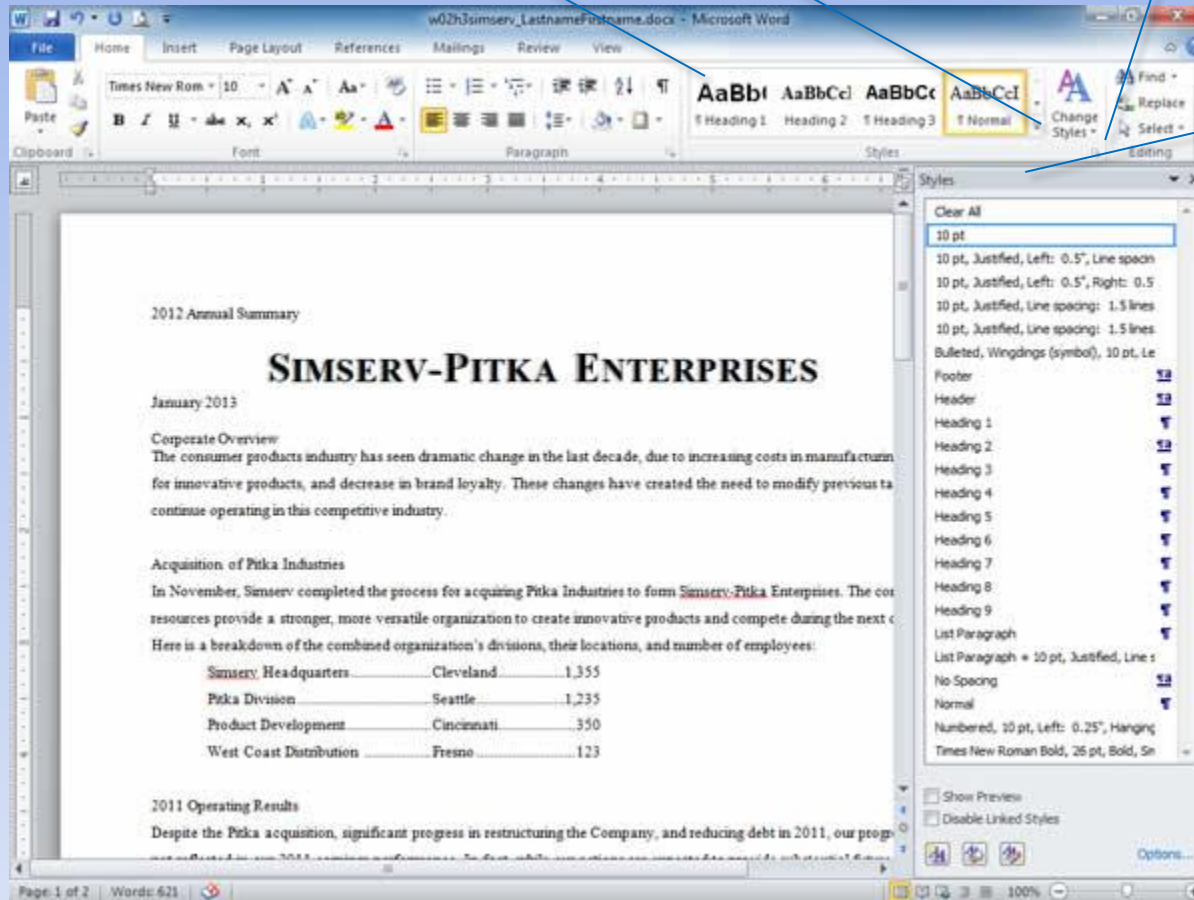 w02h3simserv_LastnameFirstname.docx - Microsoft Word
File Home Insert Page Layout References Mailings Review View
Times New Rom 10 A A Aa
Paste B I U abc x, x² A A
AaBb( AaBbCcI AaBbCc AaBbCcI
¶ Heading 1 Heading 2 ¶ Heading 3 ¶ Normal
Change Styles
Find
Replace
Select
Clipboard Font Paragraph Styles Editing
2012 Annual Summary
SIMSERV-PITKA ENTERPRISES
January 2013
Corporate Overview
The consumer products industry has seen dramatic change in the last decade, due to increasing costs in manufacturin
for innovative products, and decrease in brand loyalty. These changes have created the need to modify previous ta
continue operating in this competitive industry.
Acquisition of Pitka Industries
In November, Simserv completed the process for acquiring Pitka Industries to form Simserv-Pitka Enterprises. The co
resources provide a stronger, more versatile organization to create innovative products and compete during the next
Here is a breakdown of the combined organization's divisions, their locations, and number of employees:
Simserv Headquarters Cleveland 1,355
Pitka Division Seattle 1,235
Product Development Cincinnati 350
West Coast Distribution Fresno 123
2011 Operating Results
Despite the Pitka acquisition, significant progress in restructuring the Company, and reducing debt in 2011, our progr
Styles
Clear All
10 pt
10 pt, Justified, Left: 0.5", Line spacin
10 pt, Justified, Left: 0.5", Right: 0.5
10 pt, Justified, Line spacing: 1.5 lines
10 pt, Justified, Line spacing: 1.5 lines
Bulleted, Wingdings (symbol), 10 pt, Le
Footer
Header
Heading 1
Heading 2
Heading 3
Heading 4
Heading 5
Heading 6
Heading 7
Heading 8
Heading 9
List Paragraph
List Paragraph + 10 pt, Justified, Line s
No Spacing
Normal
Numbered, 10 pt, Left: 0.25", Hanging
Times New Roman Bold, 26 pt, Bold, Sm
Show Preview
Disable Linked Styles
Options...
Page: 1 of 2 Words: 621 100%